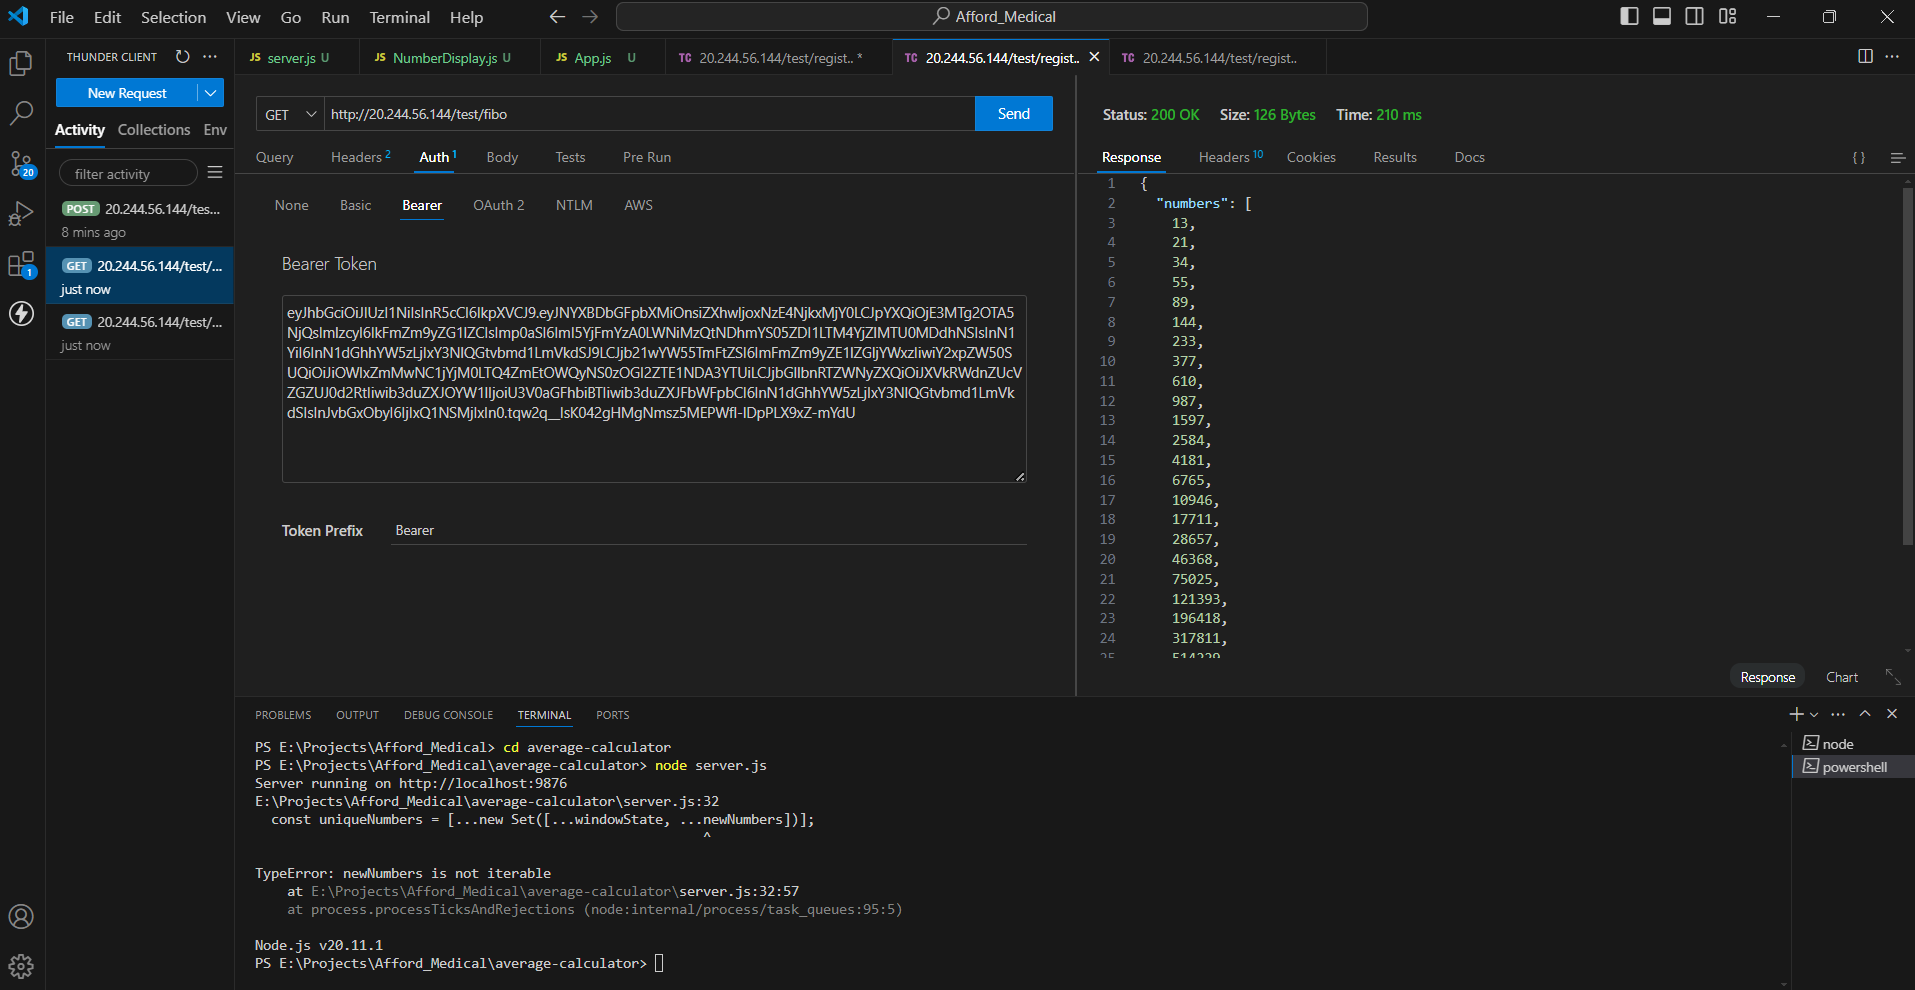 File Edit Selection View Go Run Terminal Help
Afford_Medical
THUNDER CLIENT
New Request
Activity Collections Env
filter activity
POST 20.244.56.144/tes...
8 mins ago
GET 20.244.56.144/test/...
just now
GET 20.244.56.144/test/...
just now
20
1
JS server.js U
JS NumberDisplay.js U
JS App.js U
TC 20.244.56.144/test/regist.. *
TC 20.244.56.144/test/regist..
TC 20.244.56.144/test/regist..
GET http://20.244.56.144/test/fibo Send
Query Headers 2 Auth 1 Body Tests Pre Run
None Basic Bearer OAuth 2 NTLM AWS
Bearer Token
Token Prefix Bearer
Status: 200 OK Size: 126 Bytes Time: 210 ms
Response Headers 10 Cookies Results Docs { }
1 {
2 "numbers": [
3 13,
4 21,
5 34,
6 55,
7 89,
8 144,
9 233,
10 377,
11 610,
12 987,
13 1597,
14 2584,
15 4181,
16 6765,
17 10946,
18 17711,
19 28657,
20 46368,
21 75025,
22 121393,
23 196418,
24 317811,
25 514229
Response Chart
PROBLEMS OUTPUT DEBUG CONSOLE TERMINAL PORTS
PS E:\Projects\Afford_Medical> cd average-calculator
PS E:\Projects\Afford_Medical\average-calculator> node server.js
Server running on http://localhost:9876
E:\Projects\Afford_Medical\average-calculator\server.js:32
const uniqueNumbers = [...new Set([...windowState, ...newNumbers])];
^
TypeError: newNumbers is not iterable
at E:\Projects\Afford_Medical\average-calculator\server.js:32:57
at process.processTicksAndRejections (node:internal/process/task_queues:95:5)
Node.js v20.11.1
PS E:\Projects\Afford_Medical\average-calculator>
node
powershell